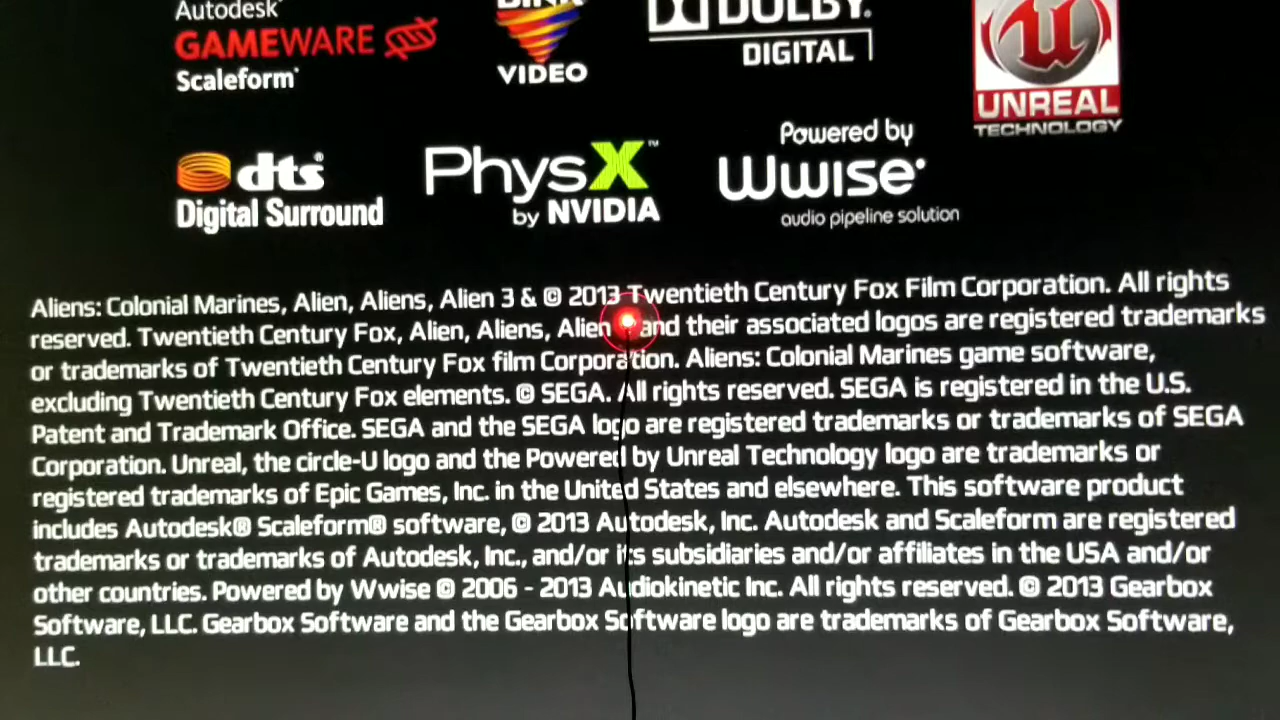 Autodesk
GAMEWARE
Scaleform
BINK
VIDEO
DOLBY.
DIGITAL
U
UNREAL
TECHNOLOGY
dts®
Digital Surround
PhysX™
by NVIDIA
Powered by
Wwise
audio pipeline solution
Aliens: Colonial Marines, Alien, Aliens, Alien 3 & © 2013 Twentieth Century Fox Film Corporation. All rights
reserved. Twentieth Century Fox, Alien, Aliens, Alien and their associated logos are registered trademarks
or trademarks of Twentieth Century Fox film Corporation. Aliens: Colonial Marines game software,
excluding Twentieth Century Fox elements. © SEGA. All rights reserved. SEGA is registered in the U.S.
Patent and Trademark Office. SEGA and the SEGA logo are registered trademarks or trademarks of SEGA
Corporation. Unreal, the circle-U logo and the Powered by Unreal Technology logo are trademarks or
registered trademarks of Epic Games, Inc. in the United States and elsewhere. This software product
includes Autodesk® Scaleform® software, © 2013 Autodesk, Inc. Autodesk and Scaleform are registered
trademarks or trademarks of Autodesk, Inc., and/or its subsidiaries and/or affiliates in the USA and/or
other countries. Powered by Wwise © 2006 - 2013 Audiokinetic Inc. All rights reserved. © 2013 Gearbox
Software, LLC. Gearbox Software and the Gearbox Software logo are trademarks of Gearbox Software,
LLC.